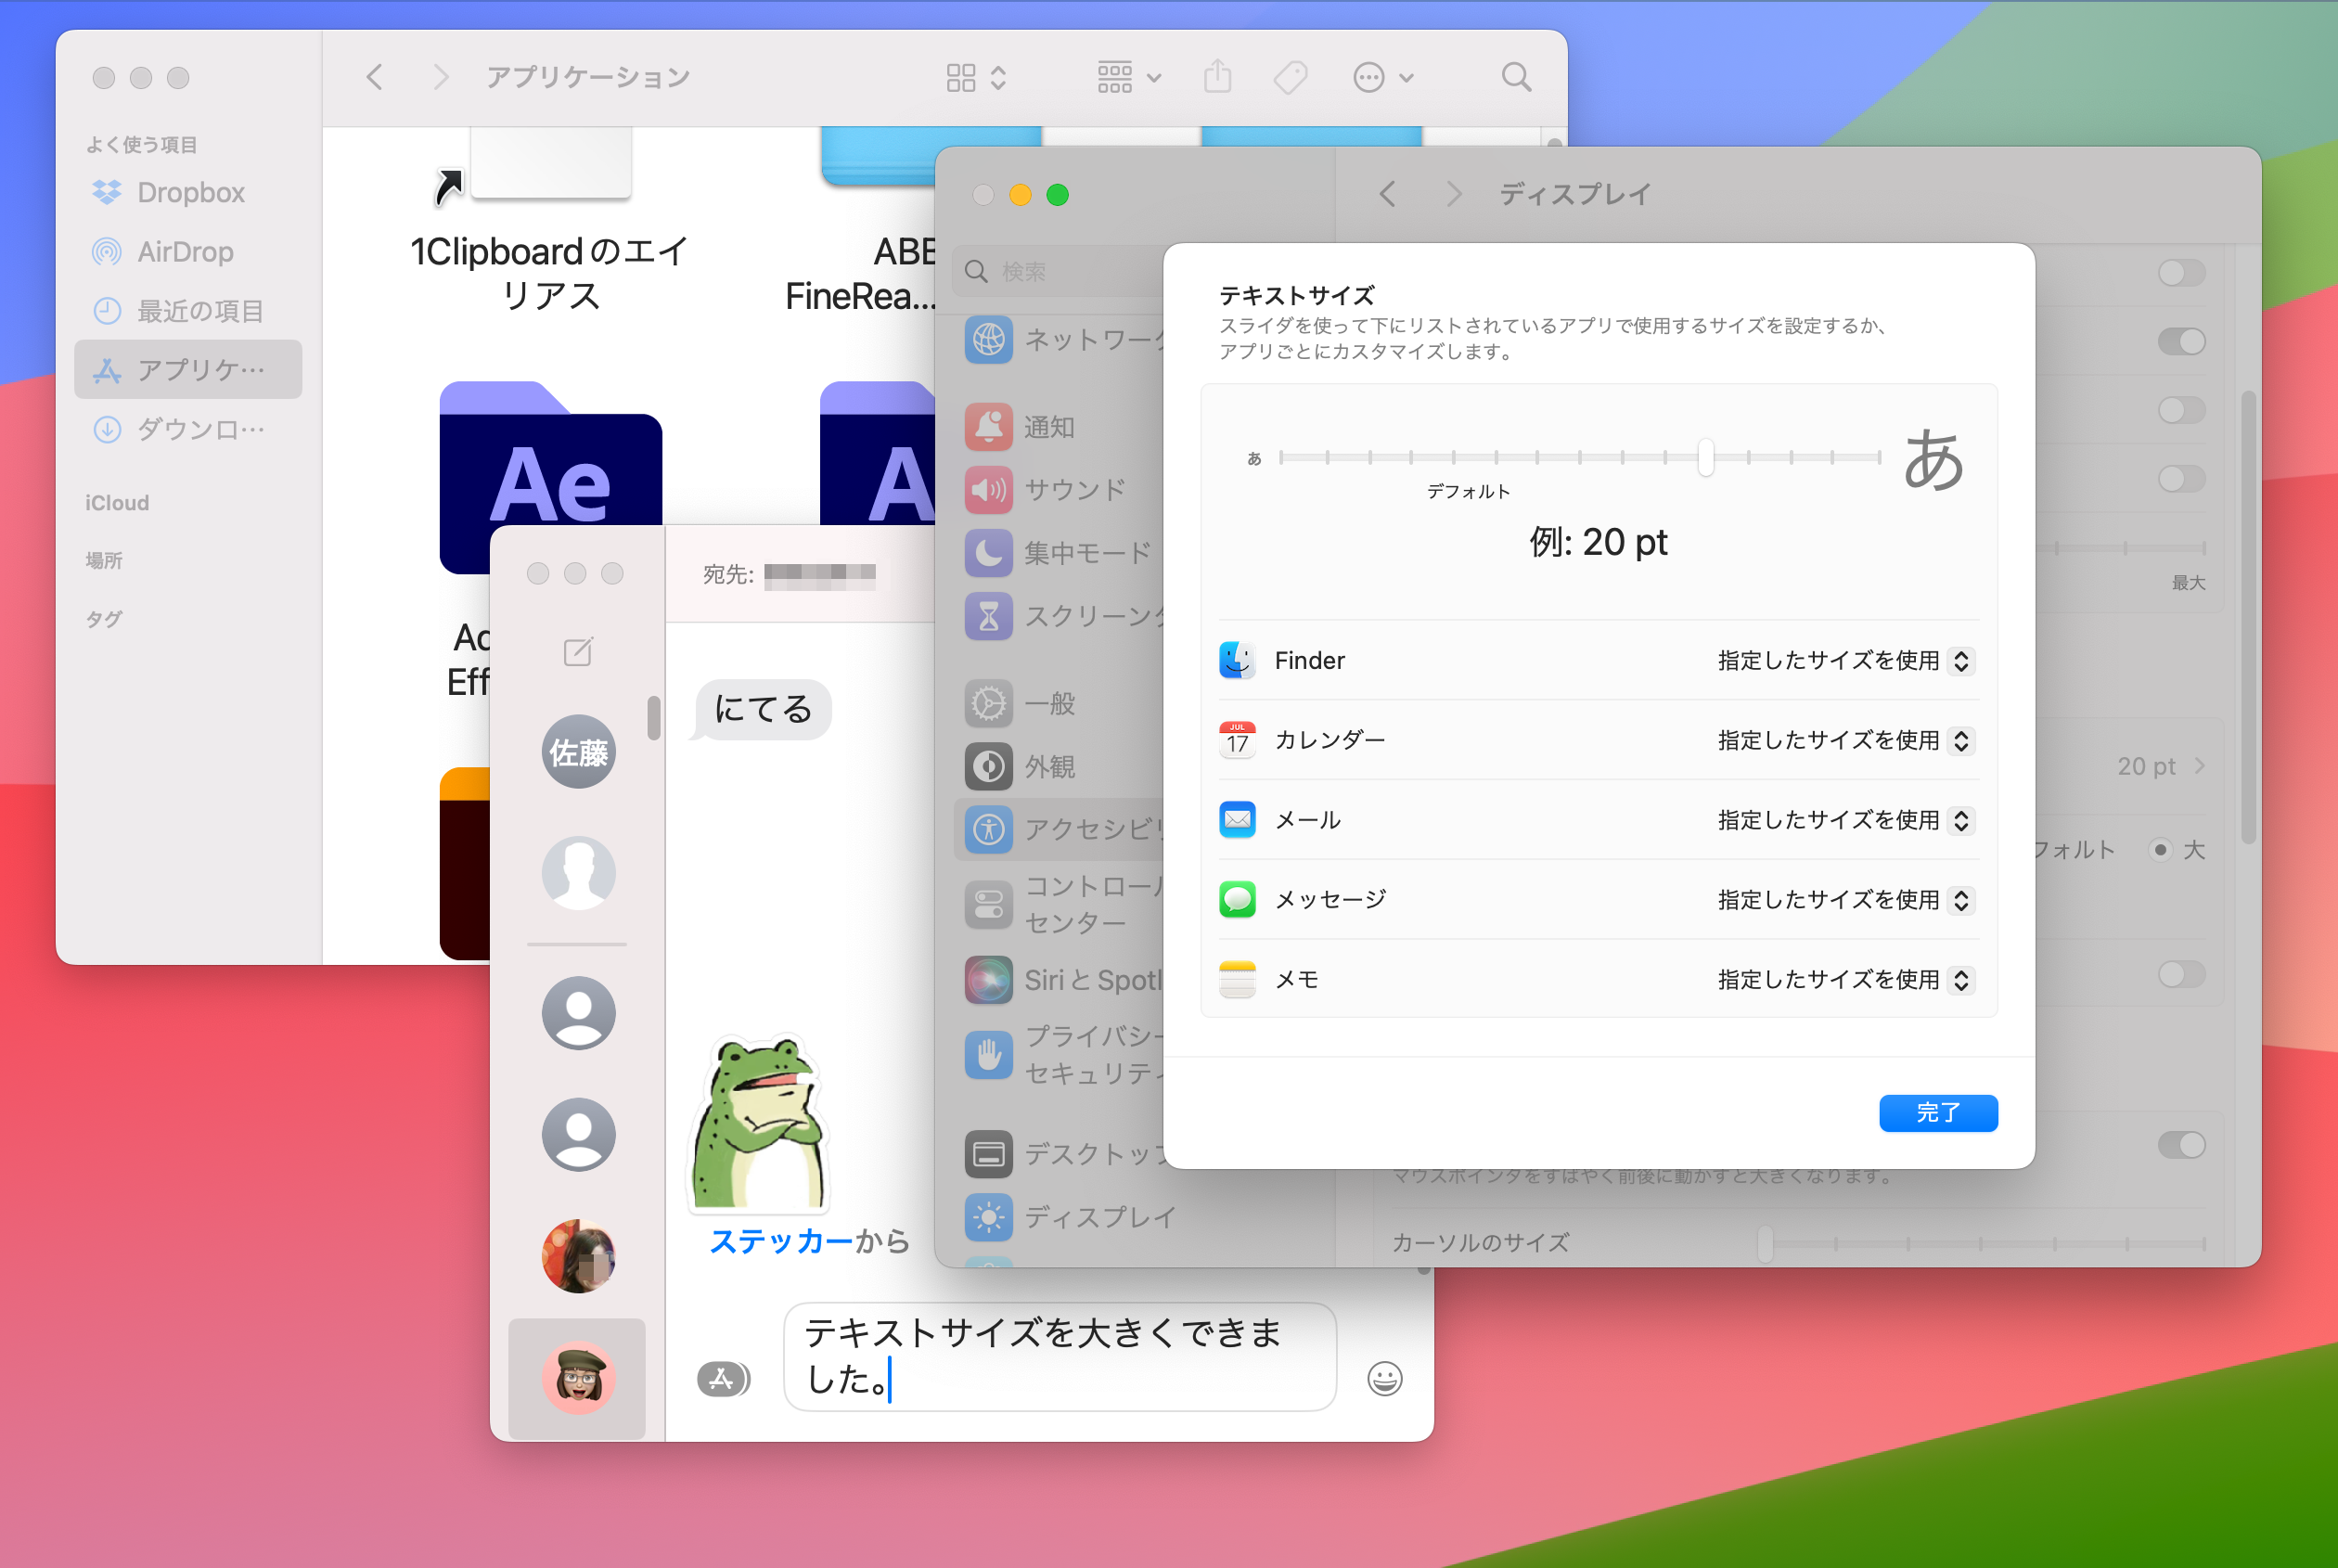 アプリケーション
よく使う項目
Dropbox
AirDrop
最近の項目
アプリケ…
ダウンロ…
iCloud
場所
タグ
1Clipboardのエイ
リアス
ABB
FineRea...
Ae
A
Ad
Eff
宛先:
にてる
佐藤
ステッカーから
テキストサイズを大きくできま
した。
ディスプレイ
検索
ネットワーク
通知
サウンド
集中モード
スクリーンタ
一般
外観
アクセシビリ
コントロール
センター
SiriとSpotl
プライバシー
セキュリティ
デスクトップ
ディスプレイ
テキストサイズ
スライダを使って下にリストされているアプリで使用するサイズを設定するか、
アプリごとにカスタマイズします。
あ
あ
デフォルト
例: 20 pt
Finder 指定したサイズを使用
JUL
17
カレンダー 指定したサイズを使用
メール 指定したサイズを使用
メッセージ 指定したサイズを使用
メモ 指定したサイズを使用
完了
最大
20 pt
フォルト 大
マウスポインタをすばやく前後に動かすと大きくなります。
カーソルのサイズ